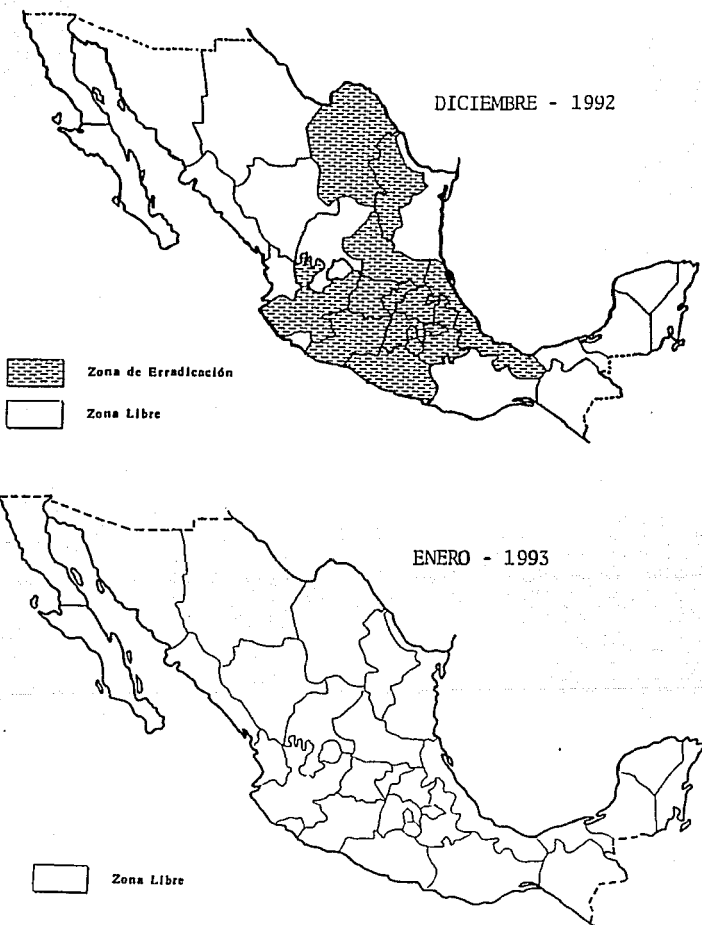 DICIEMBRE - 1992
Zona de Erradicación
Zona Libre
ENERO - 1993
Zona Libre